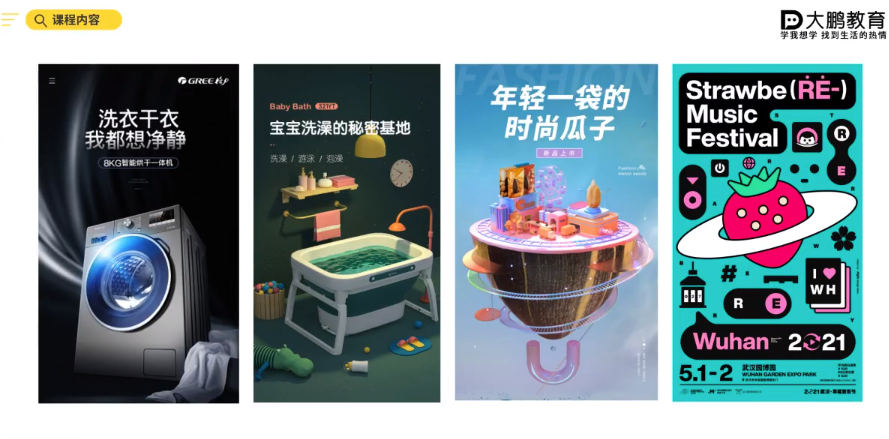 课程内容
大鹏教育
学我想学 找到生活的热情
GREE
洗衣干衣
我都想净静
8KG智能烘干一体机
Baby Bath
宝宝洗澡的秘密基地
洗澡 / 游泳 / 泡澡
FASHION
年轻一袋的
时尚瓜子
新品上市
Strawbe(RE-)
Music
Festival
R
E
I ♥
WH
R E
Wuhan 2021
5.1-2
武汉园博园
WUHAN GARDEN EXPO PARK